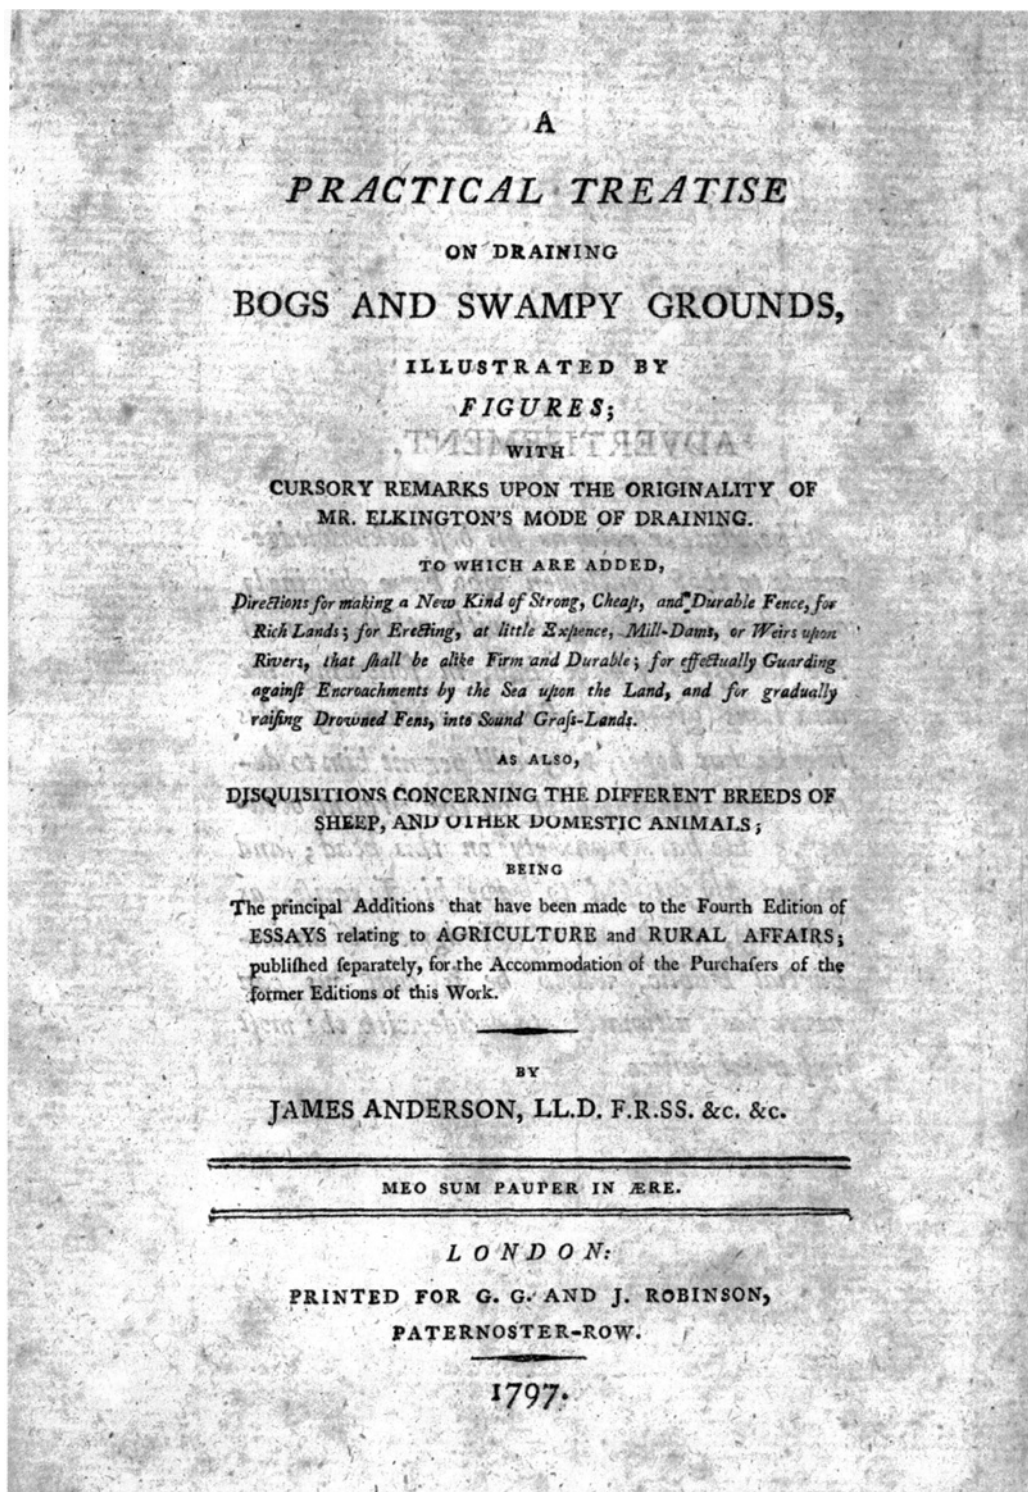 A
PRACTICAL TREATISE
ON DRAINING
BOGS AND SWAMPY GROUNDS,
ILLUSTRATED BY
FIGURES;
WITH
CURSORY REMARKS UPON THE ORIGINALITY OF
MR. ELKINGTON'S MODE OF DRAINING.
TO WHICH ARE ADDED,
Directions for making a New Kind of Strong, Cheap, and Durable Fence, for
Rich Lands; for Erecting, at little Expence, Mill-Dams, or Weirs upon
Rivers, that ſhall be alike Firm and Durable; for effectually Guarding
againſt Encroachments by the Sea upon the Land, and for gradually
raiſing Drowned Fens, into Sound Graſs-Lands.
AS ALSO,
DISQUISITIONS CONCERNING THE DIFFERENT BREEDS OF
SHEEP, AND OTHER DOMESTIC ANIMALS;
BEING
The principal Additions that have been made to the Fourth Edition of
ESSAYS relating to AGRICULTURE and RURAL AFFAIRS;
publiſhed ſeparately, for the Accommodation of the Purchaſers of the
former Editions of this Work.
BY
JAMES ANDERSON, LL.D. F.R.SS. &c. &c.
MEO SUM PAUPER IN ÆRE.
LONDON:
PRINTED FOR G. G. AND J. ROBINSON,
PATERNOSTER-ROW.
1797.